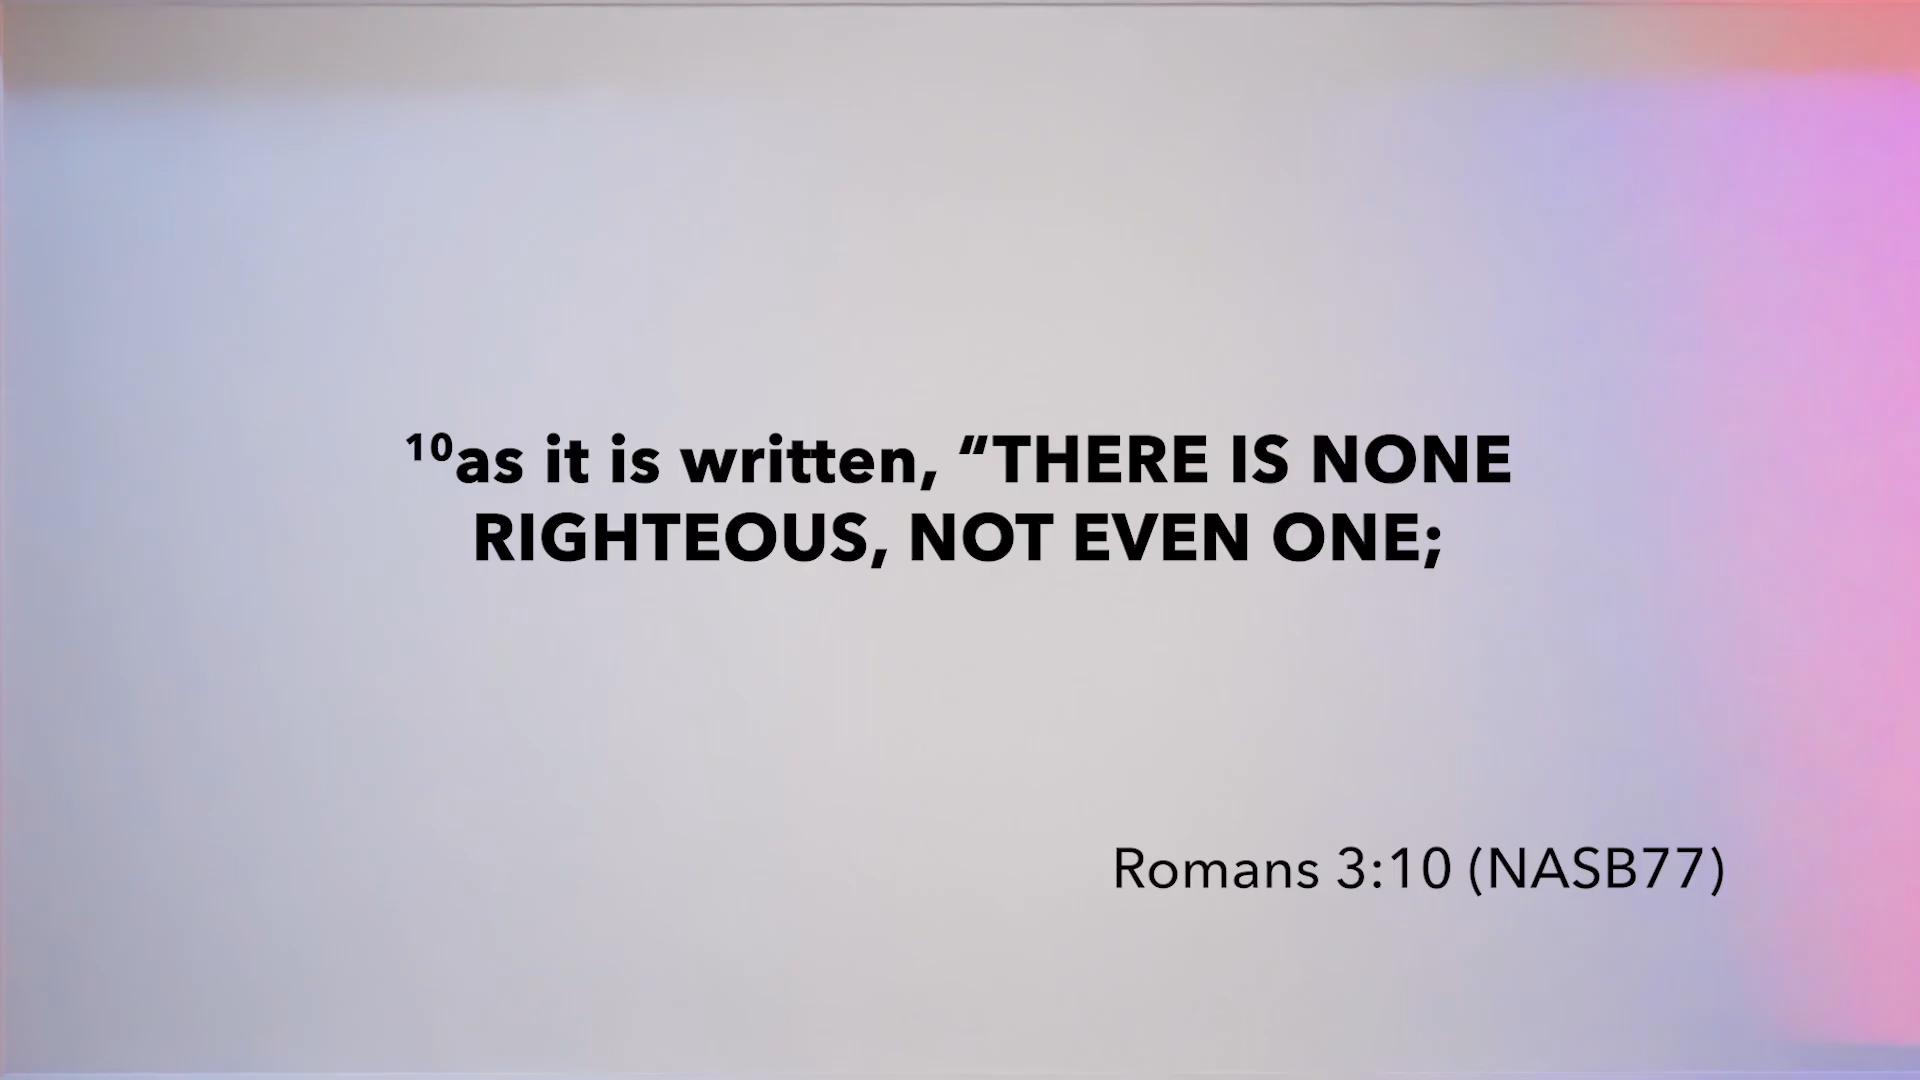 ¹⁰as it is written, “THERE IS NONE
RIGHTEOUS, NOT EVEN ONE;
Romans 3:10 (NASB77)